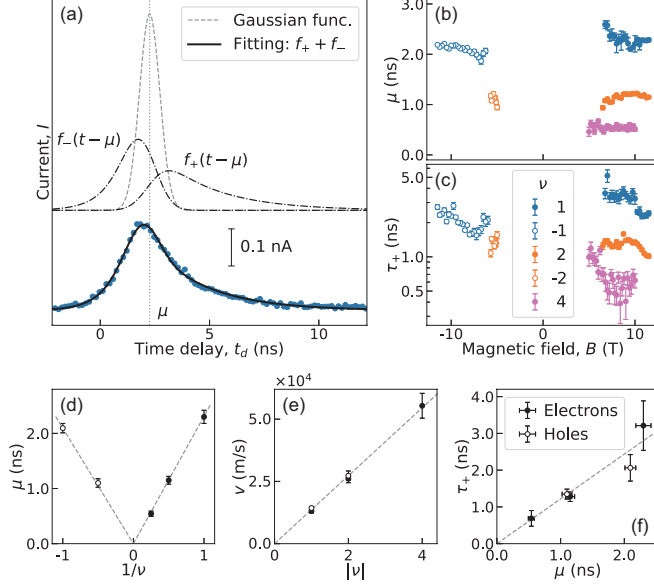 (a)
Gaussian func.
Fitting: f₊ + f₋
f₋(t − μ)
f₊(t − μ)
0.1 nA
μ
Current, I
0
5
10
Time delay, t_d (ns)
(b)
μ (ns)
3.0
2.0
1.0
0.0
(c)
τ₊ (ns)
5.0
1.0
0.5
ν
1
-1
2
-2
4
-10
0
10
Magnetic field, B (T)
(d)
μ (ns)
2.0
1.0
0.0
-1
0
1
1/ν
(e)
×10⁴
v (m/s)
5.0
2.5
0.0
0
2
4
|ν|
Electrons
Holes
(f)
τ₊ (ns)
4.0
3.0
2.0
1.0
0.0
0.0
1.0
2.0
μ (ns)